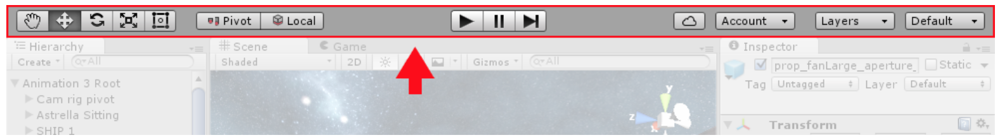 Pivot Local Account Layers Default
Hierarchy Scene Game Inspector
Create All Shaded 2D Gizmos All prop_fanLarge_aperture_ Static
Animation 3 Root Tag Untagged Layer Default
Cam rig pivot y
Astrella Sitting z
SHIP 1 x Transform